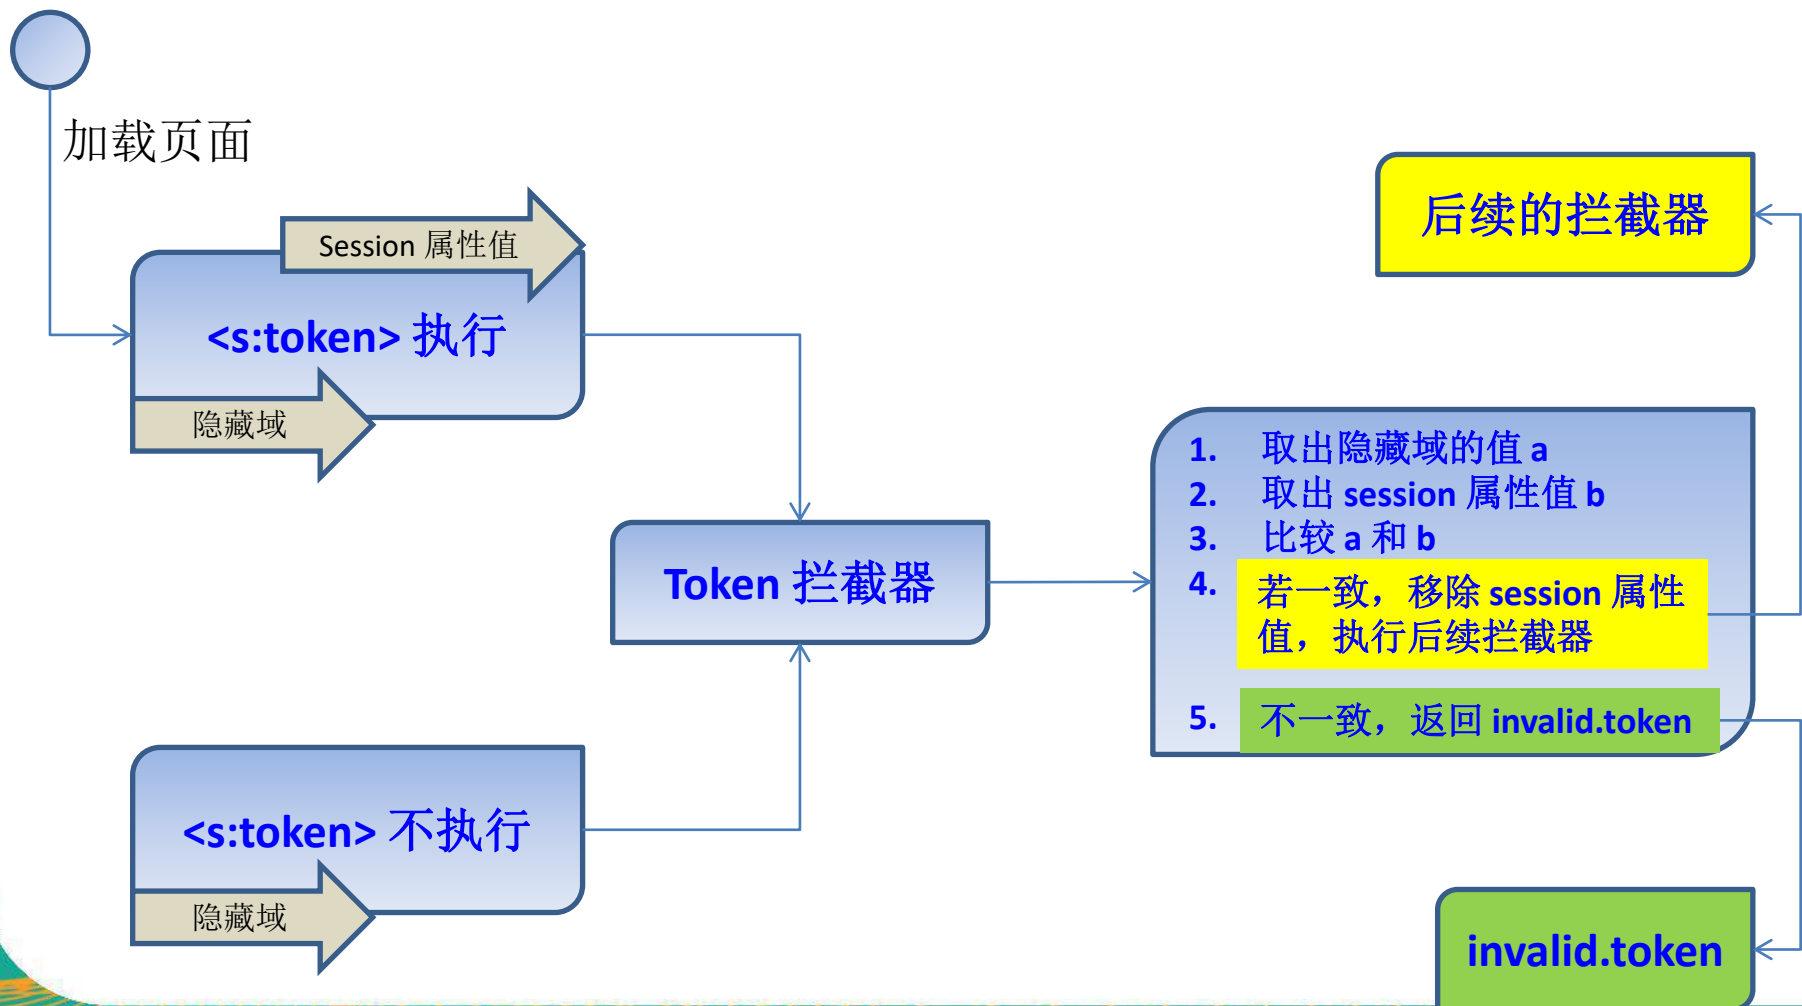 加载页面
Session 属性值
<s:token> 执行
隐藏域
后续的拦截器
Token 拦截器
1. 取出隐藏域的值 a
2. 取出 session 属性值 b
3. 比较 a 和 b
4. 若一致，移除 session 属性
值，执行后续拦截器
5. 不一致，返回 invalid.token
<s:token> 不执行
隐藏域
invalid.token